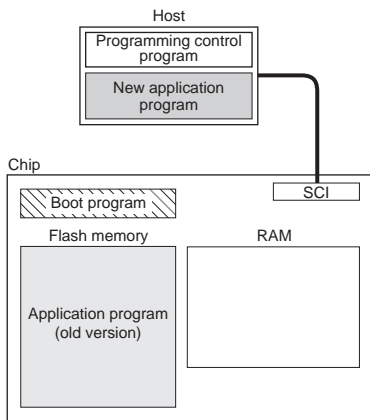 Host
Programming control
program
New application
program
Chip
SCI
Boot program
Flash memory
RAM
Application program
(old version)